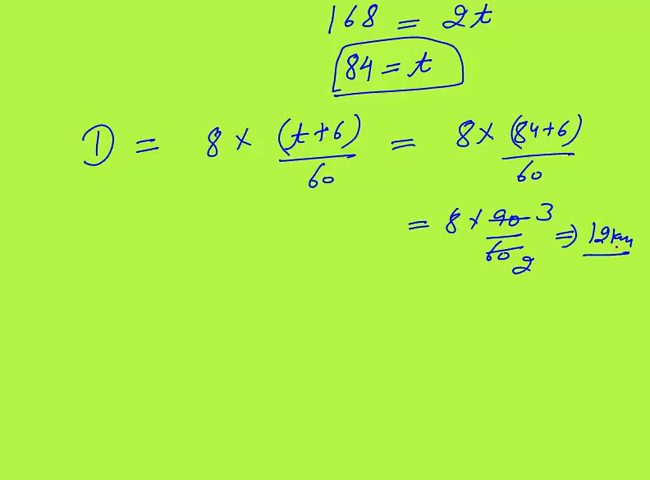 168 = 2t
84 = t
D = 8 × (t+6)/60 = 8 × (84+6)/60
= 8 × 90/60 3/2 ⇒ 12km